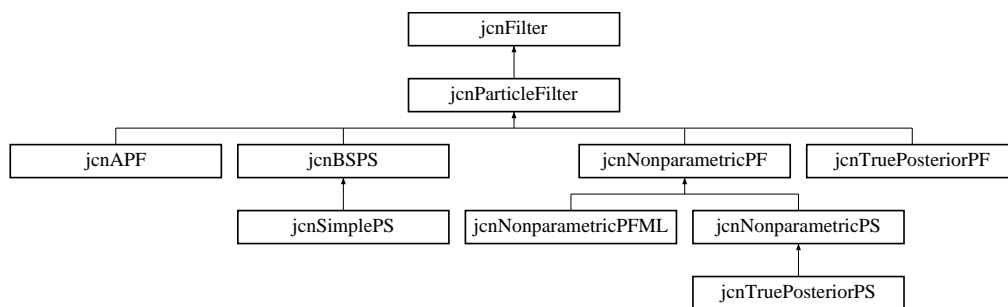 jcnFilter
jcnParticleFilter
jcnAPF
jcnBSPS
jcnNonparametricPF
jcnTruePosteriorPF
jcnSimplePS
jcnNonparametricPFML
jcnNonparametricPS
jcnTruePosteriorPS